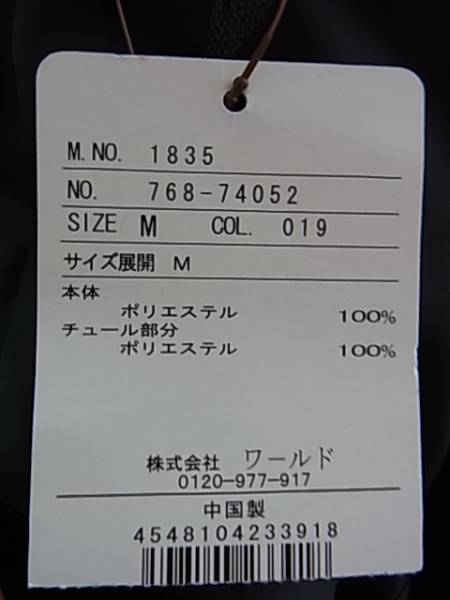 M.NO. 1835
NO. 768-74052
SIZE M COL. 019
サイズ展開 M
本体
ポリエステル 100%
チュール部分
ポリエステル 100%
株式会社 ワールド
0120-977-917
中国製
4548104233918